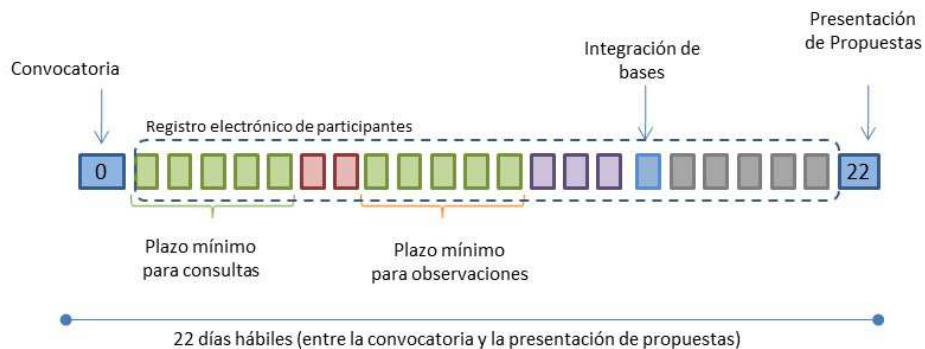 Presentación
de Propuestas
Integración de
bases
Convocatoria
Registro electrónico de participantes
0
22
Plazo mínimo
para consultas
Plazo mínimo
para observaciones
22 días hábiles (entre la convocatoria y la presentación de propuestas)